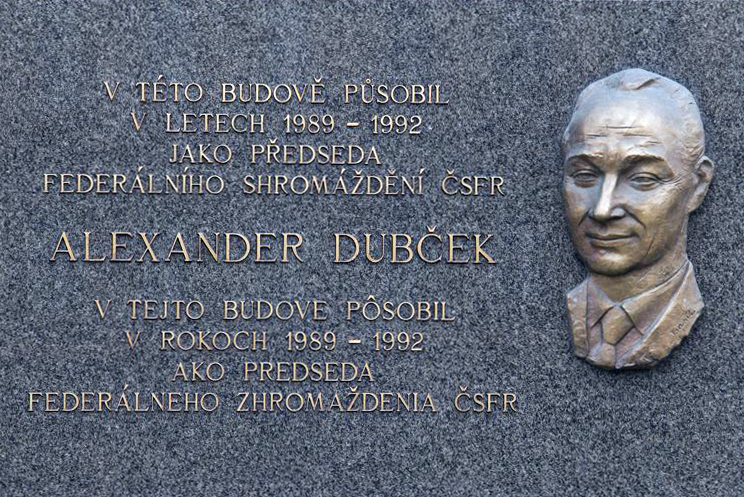 V TÉTO BUDOVĚ PŮSOBIL
V LETECH 1989 – 1992
JAKO PŘEDSEDA
FEDERÁLNÍHO SHROMÁŽDĚNÍ ČSFR
ALEXANDER DUBČEK
V TEJTO BUDOVE PÔSOBIL
V ROKOCH 1989 – 1992
AKO PREDSEDA
FEDERÁLNEHO ZHROMAŽDENIA ČSFR